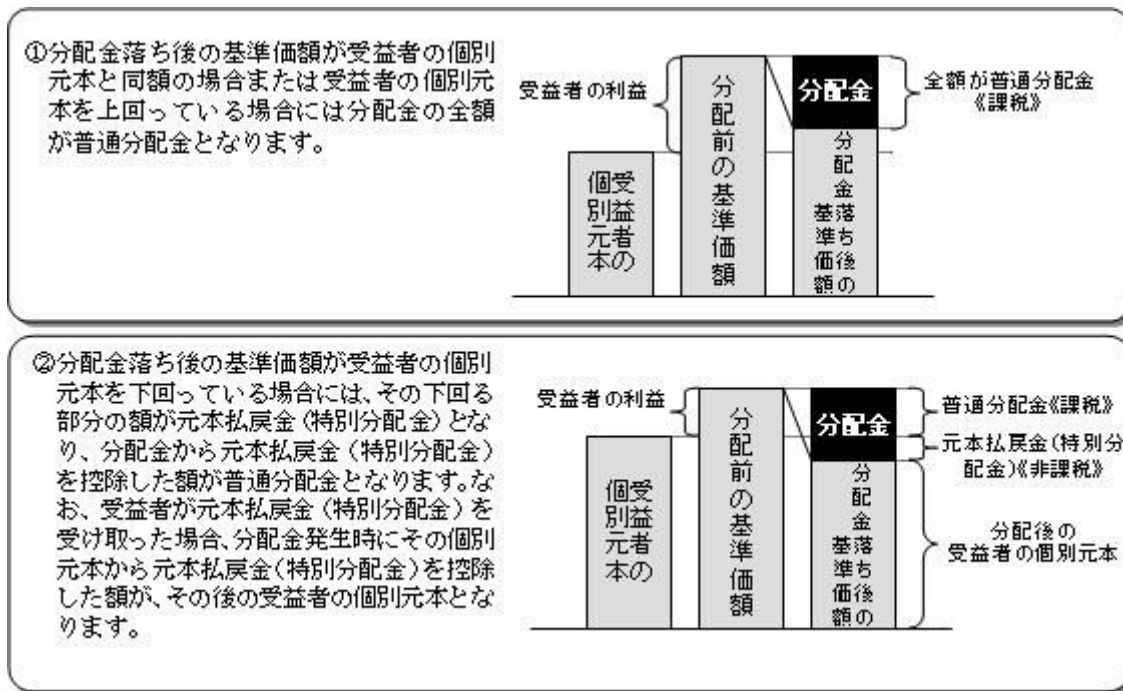 ①分配金落ち後の基準価額が受益者の個別
元本と同額の場合または受益者の個別元
本を上回っている場合には分配金の全額
が普通分配金となります。
受益者の利益
個別元本
受益者の
分配前の基準価額
分配金
分配金落ち後の
基準価額
全額が普通分配金
《課税》
②分配金落ち後の基準価額が受益者の個別
元本を下回っている場合には、その下回る
部分の額が元本払戻金(特別分配金)とな
り、分配金から元本払戻金(特別分配金)
を控除した額が普通分配金となります。な
お、受益者が元本払戻金(特別分配金)を
受け取った場合、分配金発生時にその個別
元本から元本払戻金(特別分配金)を控除
した額が、その後の受益者の個別元本とな
ります。
受益者の利益
受益者の
個別元本
分配前の基準価額
分配金
分配金落ち後の
基準価額
普通分配金《課税》
元本払戻金(特別分
配金)《非課税》
分配後の
受益者の個別元本